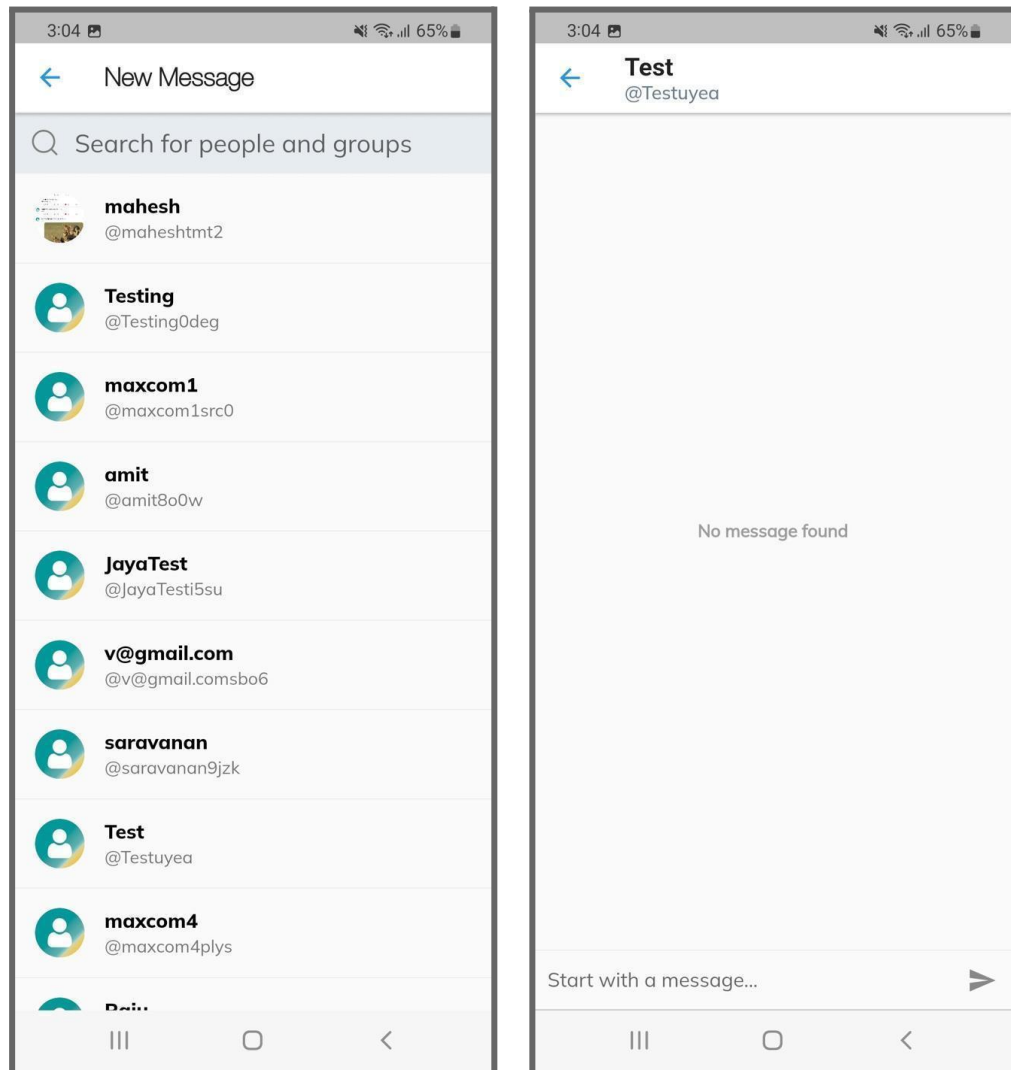 3:04
65%
New Message
Search for people and groups
mahesh
@maheshtmt2
Testing
@Testing0deg
maxcom1
@maxcom1src0
amit
@amit8o0w
JayaTest
@JayaTesti5su
v@gmail.com
@v@gmail.comsbo6
saravanan
@saravanan9jzk
Test
@Testuyea
maxcom4
@maxcom4plys
Raju
3:04
65%
Test
@Testuyea
No message found
Start with a message...